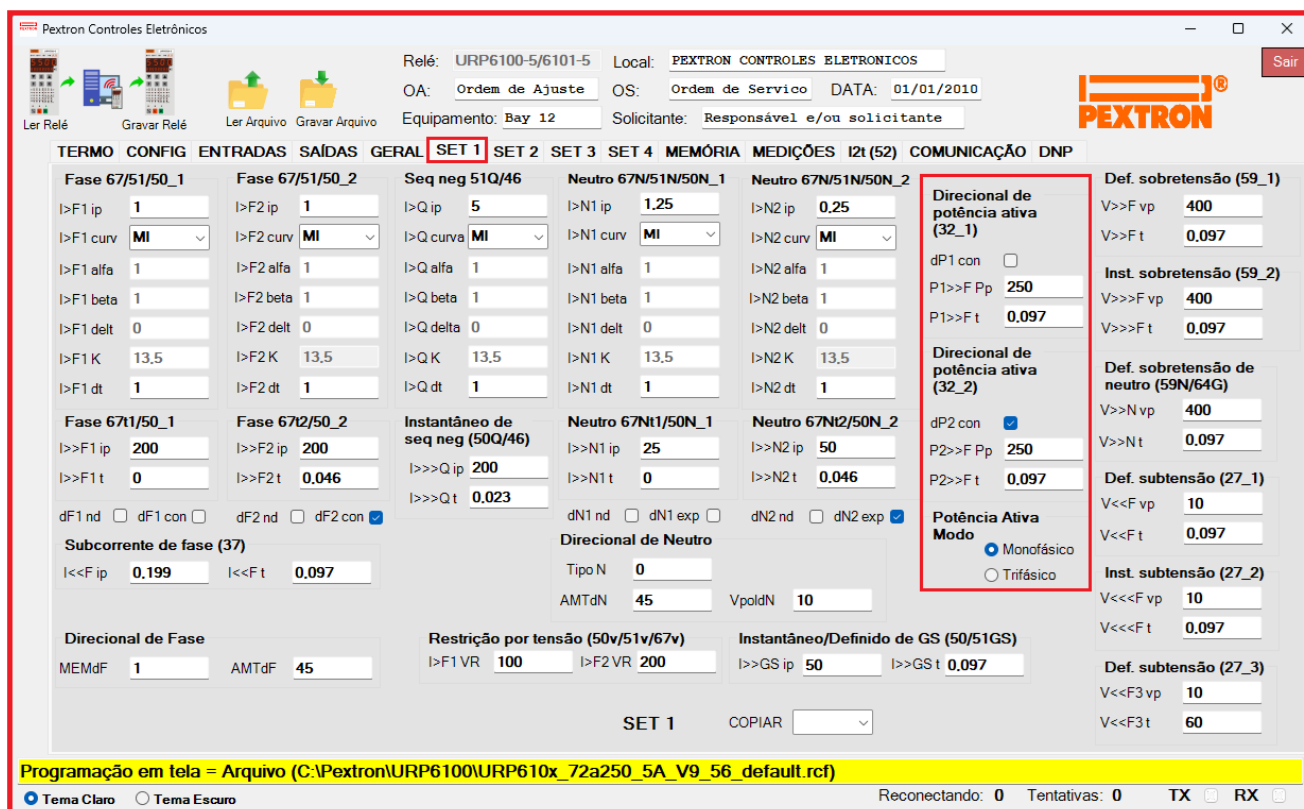 PEXTRON Pextron Controles Eletrônicos
Relé: URP6100-5/6101-5 Local: PEXTRON CONTROLES ELETRONICOS
Sair
OA: Ordem de Ajuste OS: Ordem de Servico DATA: 01/01/2010
Equipamento: Bay 12 Solicitante: Responsável e/ou solicitante
PEXTRON®
Ler Relé Gravar Relé Ler Arquivo Gravar Arquivo
TERMO CONFIG ENTRADAS SAÍDAS GERAL SET 1 SET 2 SET 3 SET 4 MEMÓRIA MEDIÇÕES I2t (52) COMUNICAÇÃO DNP
Fase 67/51/50_1
I>F1 ip 1
I>F1 curv MI
I>F1 alfa 1
I>F1 beta 1
I>F1 delt 0
I>F1 K 13,5
I>F1 dt 1
Fase 67/51/50_2
I>F2 ip 1
I>F2 curv MI
I>F2 alfa 1
I>F2 beta 1
I>F2 delt 0
I>F2 K 13,5
I>F2 dt 1
Seq neg 51Q/46
I>Q ip 5
I>Q curva MI
I>Q alfa 1
I>Q beta 1
I>Q delta 0
I>Q K 13,5
I>Q dt 1
Neutro 67N/51N/50N_1
I>N1 ip 1,25
I>N1 curv MI
I>N1 alfa 1
I>N1 beta 1
I>N1 delt 0
I>N1 K 13,5
I>N1 dt 1
Neutro 67N/51N/50N_2
I>N2 ip 0,25
I>N2 curv MI
I>N2 alfa 1
I>N2 beta 1
I>N2 delt 0
I>N2 K 13,5
I>N2 dt 1
Fase 67t1/50_1
I>>F1 ip 200
I>>F1 t 0
dF1 nd dF1 con
Fase 67t2/50_2
I>>F2 ip 200
I>>F2 t 0,046
dF2 nd dF2 con
Instantâneo de
seq neg (50Q/46)
I>>>Q ip 200
I>>>Q t 0,023
Neutro 67Nt1/50N_1
I>>N1 ip 25
I>>N1 t 0
dN1 nd dN1 exp
Neutro 67Nt2/50N_2
I>>N2 ip 50
I>>N2 t 0,046
dN2 nd dN2 exp
Direcional de
potência ativa
(32_1)
dP1 con
P1>>F Pp 250
P1>>F t 0,097
Direcional de
potência ativa
(32_2)
dP2 con
P2>>F Pp 250
P2>>F t 0,097
Potência Ativa
Modo
Monofásico
Trifásico
Def. sobretensão (59_1)
V>>F vp 400
V>>F t 0,097
Inst. sobretensão (59_2)
V>>>F vp 400
V>>>F t 0,097
Def. sobretensão de
neutro (59N/64G)
V>>N vp 400
V>>N t 0,097
Def. subtensão (27_1)
V<<F vp 10
V<<F t 0,097
Inst. subtensão (27_2)
V<<<F vp 10
V<<<F t 0,097
Def. subtensão (27_3)
V<<F3 vp 10
V<<F3 t 60
Subcorrente de fase (37)
I<<F ip 0,199 I<<F t 0,097
Direcional de Neutro
Tipo N 0
AMTdN 45 VpoldN 10
Direcional de Fase
MEMdF 1 AMTdF 45
Restrição por tensão (50v/51v/67v)
I>F1 VR 100 I>F2 VR 200
Instantâneo/Definido de GS (50/51GS)
I>>GS ip 50 I>>GS t 0,097
SET 1 COPIAR
Programação em tela = Arquivo (C:\Pextron\URP6100\URP610x_72a250_5A_V9_56_default.rcf)
Tema Claro Tema Escuro Reconectando: 0 Tentativas: 0 TX RX